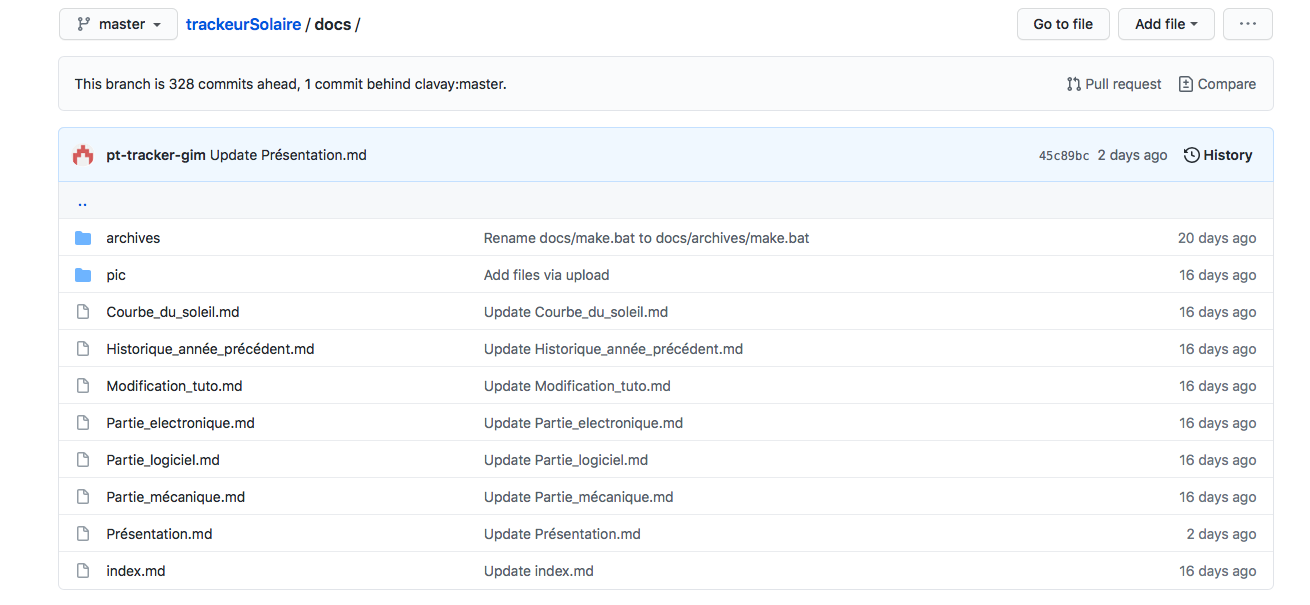 master trackeurSolaire / docs / Go to file Add file ...
This branch is 328 commits ahead, 1 commit behind clavay:master. Pull request Compare
pt-tracker-gim Update Présentation.md 45c89bc 2 days ago History
..
archives Rename docs/make.bat to docs/archives/make.bat 20 days ago
pic Add files via upload 16 days ago
Courbe_du_soleil.md Update Courbe_du_soleil.md 16 days ago
Historique_année_précédent.md Update Historique_année_précédent.md 16 days ago
Modification_tuto.md Update Modification_tuto.md 16 days ago
Partie_electronique.md Update Partie_electronique.md 16 days ago
Partie_logiciel.md Update Partie_logiciel.md 16 days ago
Partie_mécanique.md Update Partie_mécanique.md 16 days ago
Présentation.md Update Présentation.md 2 days ago
index.md Update index.md 16 days ago